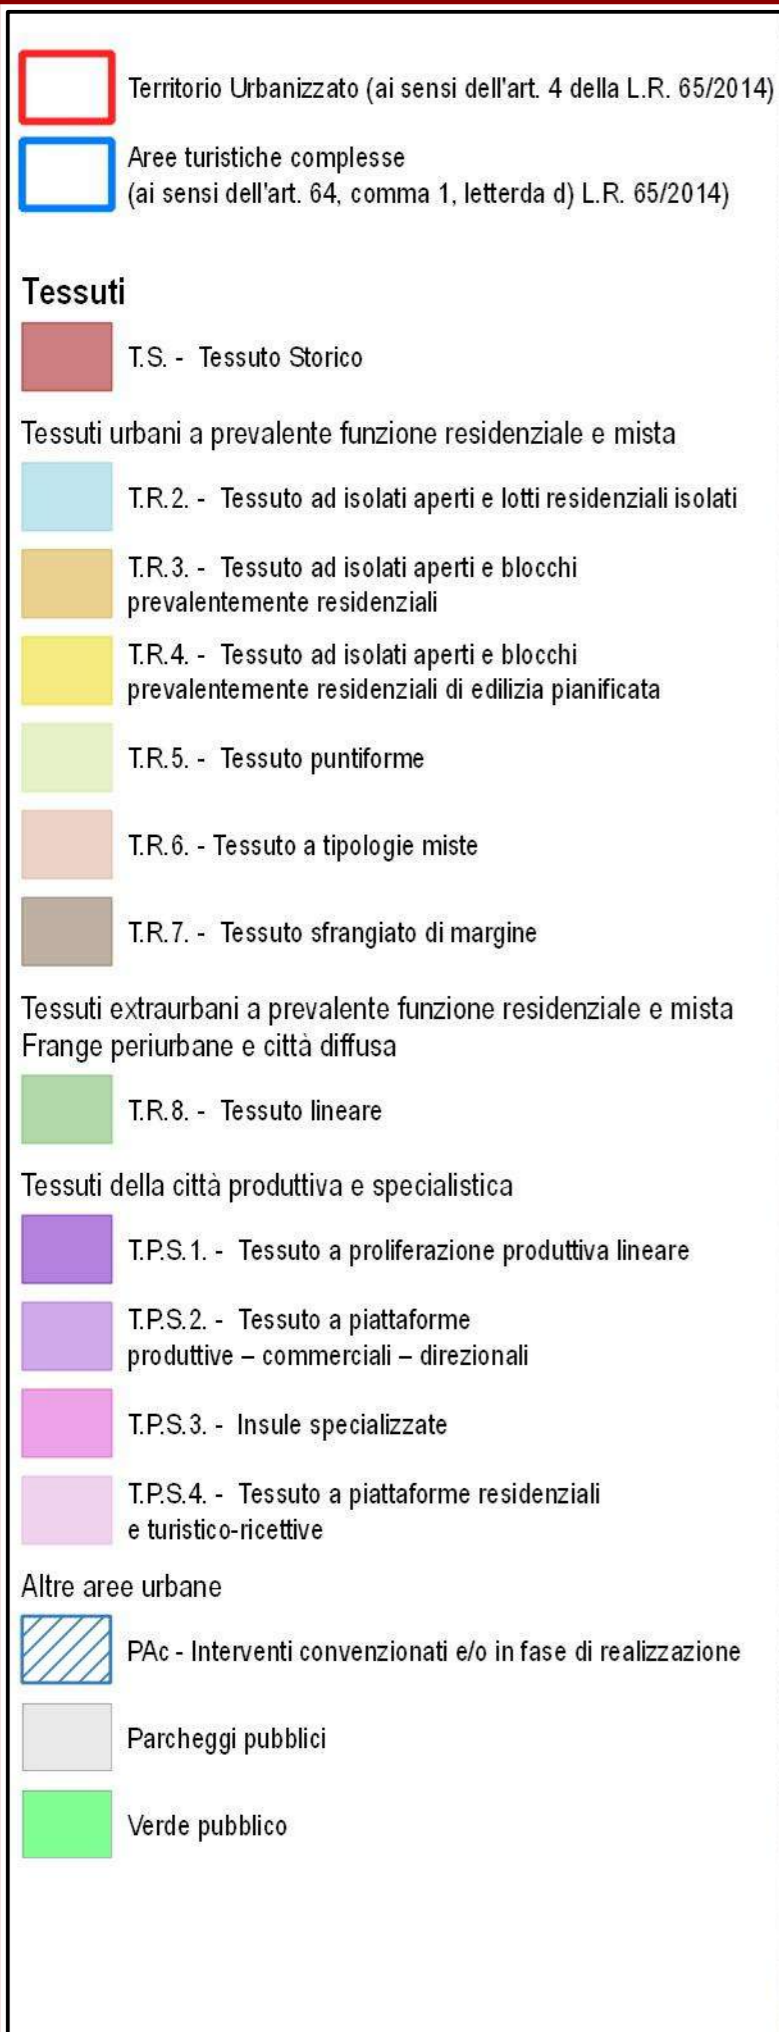 Territorio Urbanizzato (ai sensi dell'art. 4 della L.R. 65/2014)
Aree turistiche complesse
(ai sensi dell'art. 64, comma 1, letterda d) L.R. 65/2014)
Tessuti
T.S. - Tessuto Storico
Tessuti urbani a prevalente funzione residenziale e mista
T.R.2. - Tessuto ad isolati aperti e lotti residenziali isolati
T.R.3. - Tessuto ad isolati aperti e blocchi
prevalentemente residenziali
T.R.4. - Tessuto ad isolati aperti e blocchi
prevalentemente residenziali di edilizia pianificata
T.R.5. - Tessuto puntiforme
T.R.6. - Tessuto a tipologie miste
T.R.7. - Tessuto sfrangiato di margine
Tessuti extraurbani a prevalente funzione residenziale e mista
Frange periurbane e città diffusa
T.R.8. - Tessuto lineare
Tessuti della città produttiva e specialistica
T.P.S.1. - Tessuto a proliferazione produttiva lineare
T.P.S.2. - Tessuto a piattaforme
produttive – commerciali – direzionali
T.P.S.3. - Insule specializzate
T.P.S.4. - Tessuto a piattaforme residenziali
e turistico-ricettive
Altre aree urbane
PAc - Interventi convenzionati e/o in fase di realizzazione
Parcheggi pubblici
Verde pubblico